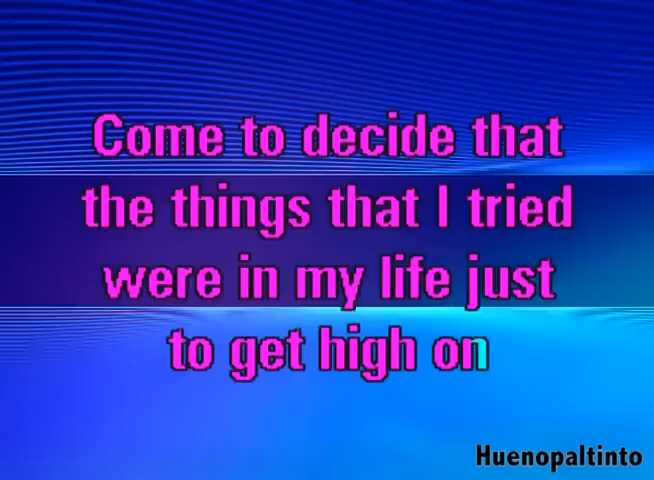 Come to decide that
the things that I tried
were in my life just
to get high on
Huenopaltinto